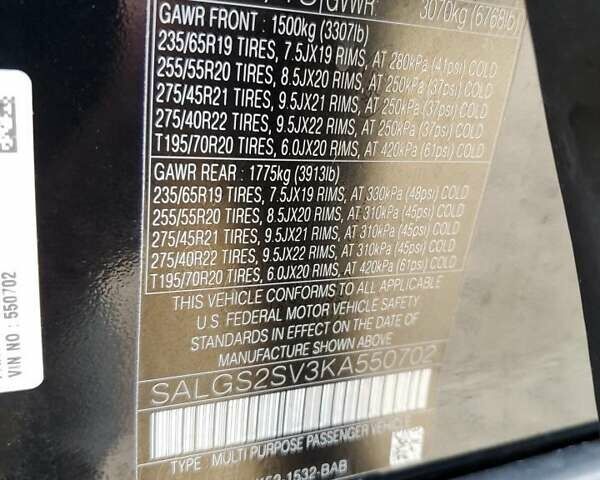 GVWR: 3070kg (6768lb)
GAWR FRONT : 1500kg (3307lb)
235/65R19 TIRES, 7.5JX19 RIMS, AT 280kPa (41psi) COLD
255/55R20 TIRES, 8.5JX20 RIMS, AT 250kPa (37psi) COLD
275/45R21 TIRES, 9.5JX21 RIMS, AT 250kPa (37psi) COLD
275/40R22 TIRES, 9.5JX22 RIMS, AT 250kPa (37psi) COLD
T195/70R20 TIRES, 6.0JX20 RIMS, AT 420kPa (61psi) COLD
GAWR REAR : 1775kg (3913lb)
235/65R19 TIRES, 7.5JX19 RIMS, AT 330kPa (48psi) COLD
255/55R20 TIRES, 8.5JX20 RIMS, AT 310kPa (45psi) COLD
275/45R21 TIRES, 9.5JX21 RIMS, AT 310kPa (45psi) COLD
275/40R22 TIRES, 9.5JX22 RIMS, AT 310kPa (45psi) COLD
T195/70R20 TIRES, 6.0JX20 RIMS, AT 420kPa (61psi) COLD
THIS VEHICLE CONFORMS TO ALL APPLICABLE
U.S. FEDERAL MOTOR VEHICLE SAFETY
STANDARDS IN EFFECT ON THE DATE OF
MANUFACTURE SHOWN ABOVE
SALGS2SV3KA550702
TYPE: MULTI PURPOSE PASSENGER VEHICLE
1532-BAB
VIN NO : 550702